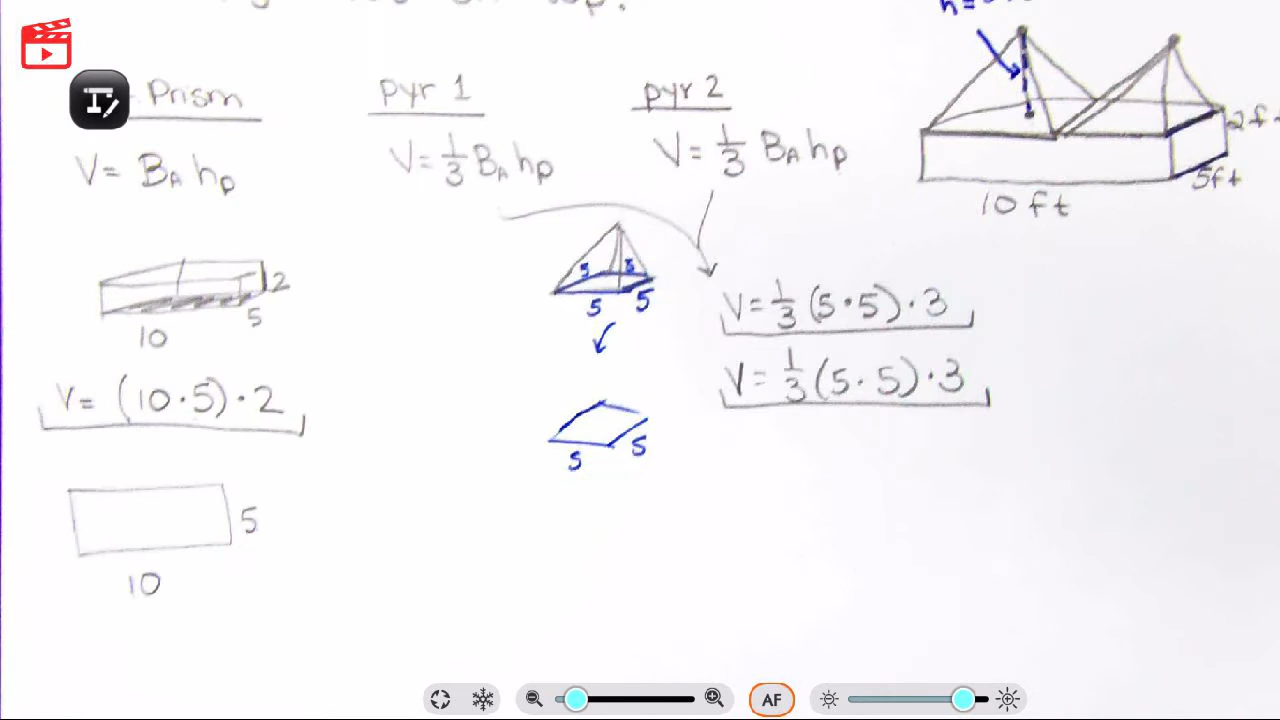 Prism
V = B_A h_p
10
5
2
V = (10 · 5) · 2
5
10
pyr 1
V = 1/3 B_A h_p
5
5
5
5
5
5
pyr 2
V = 1/3 B_A h_p
V = 1/3 (5 · 5) · 3
V = 1/3 (5 · 5) · 3
5ft
10 ft
AF